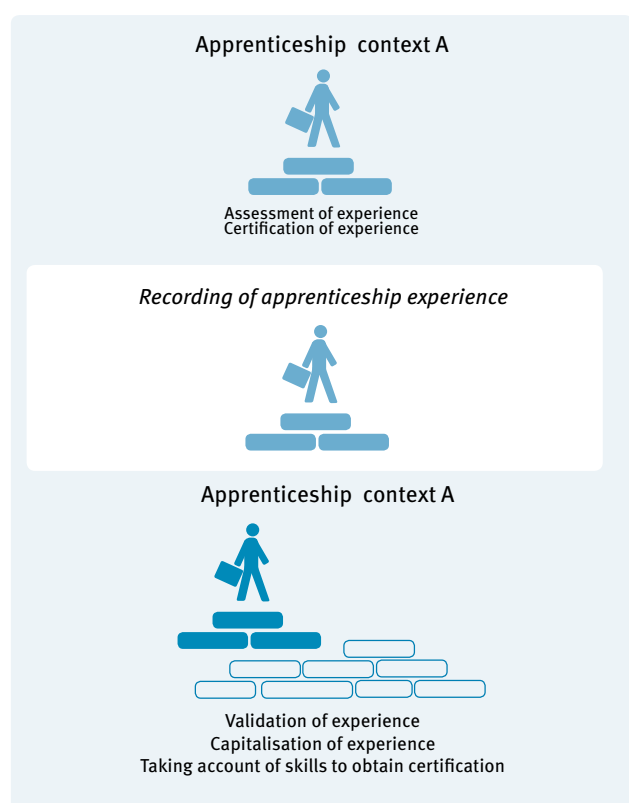 Apprenticeship context A
Assessment of experience
Certification of experience
Recording of apprenticeship experience
Apprenticeship context A
Validation of experience
Capitalisation of experience
Taking account of skills to obtain certification